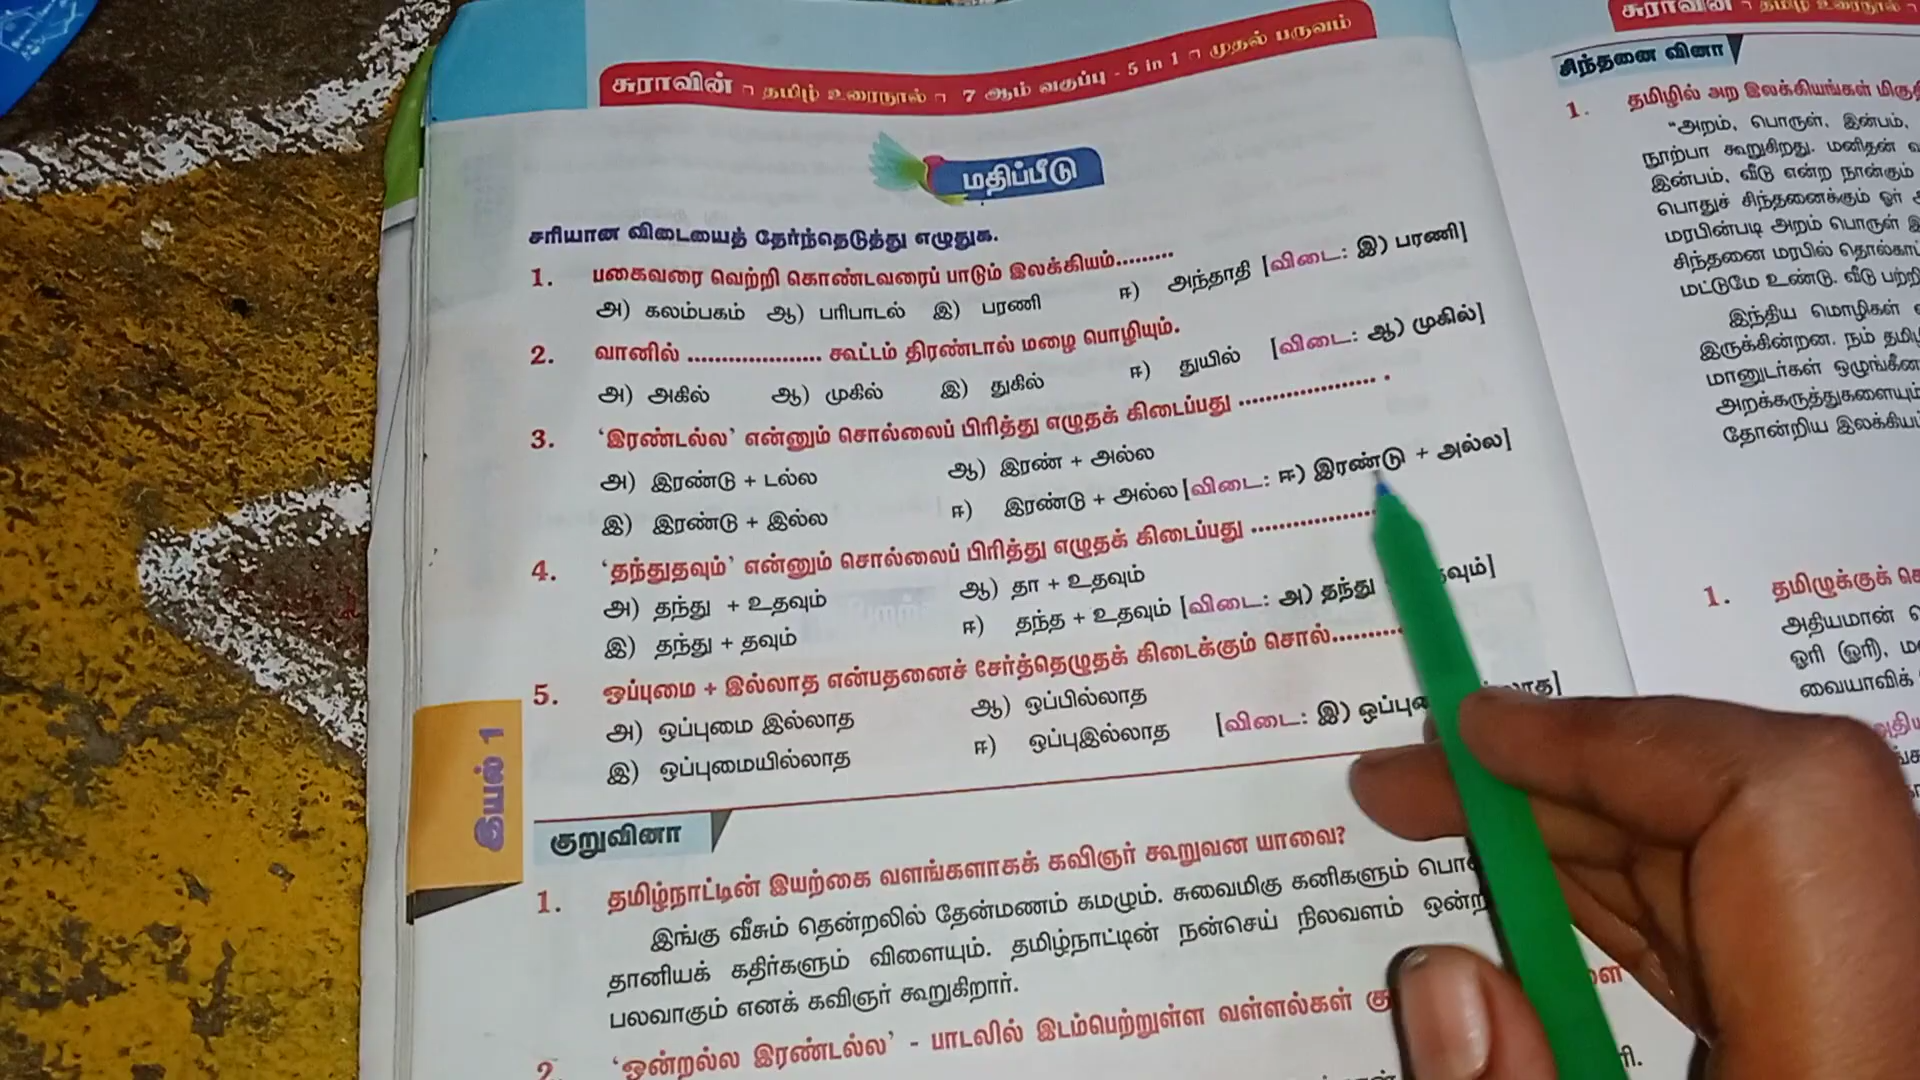 சுராவின் ¬ தமிழ் உரைநூல் ¬ 7 ஆம் வகுப்பு - 5 in 1 ¬ முதல் பருவம்
மதிப்பீடு
சரியான விடையைத் தேர்ந்தெடுத்து எழுதுக.
1. பகைவரை வெற்றி கொண்டவரைப் பாடும் இலக்கியம்.........
அ) கலம்பகம் ஆ) பரிபாடல் இ) பரணி ஈ) அந்தாதி [விடை: இ) பரணி]
2. வானில் .................... கூட்டம் திரண்டால் மழை பொழியும்.
அ) அகில் ஆ) முகில் இ) துகில் ஈ) துயில் [விடை: ஆ) முகில்]
3. ‘இரண்டல்ல’ என்னும் சொல்லைப் பிரித்து எழுதக் கிடைப்பது .................... .
அ) இரண்டு + டல்ல ஆ) இரண் + அல்ல
இ) இரண்டு + இல்ல ஈ) இரண்டு + அல்ல [விடை: ஈ) இரண்டு + அல்ல]
4. ‘தந்துதவும்’ என்னும் சொல்லைப் பிரித்து எழுதக் கிடைப்பது ..................
அ) தந்து + உதவும் ஆ) தா + உதவும்
இ) தந்து + தவும் ஈ) தந்த + உதவும் [விடை: அ) தந்து
5. ஒப்புமை + இல்லாத என்பதனைச் சேர்த்தெழுதக் கிடைக்கும் சொல்..........
அ) ஒப்புமை இல்லாத ஆ) ஒப்பில்லாத
இ) ஒப்புமையில்லாத ஈ) ஒப்புஇல்லாத [விடை: இ)
இயல் 1
குறுவினா
1. தமிழ்நாட்டின் இயற்கை வளங்களாகக் கவிஞர் கூறுவன யாவை?
இங்கு வீசும் தென்றலில் தேன்மணம் கமழும். சுவைமிகு கனிகளும்
தானியக் கதிர்களும் விளையும். தமிழ்நாட்டின் நன்செய் நிலவளம்
பலவாகும் எனக் கவிஞர் கூறுகிறார்.
2. ‘ஒன்றல்ல இரண்டல்ல’ - பாடலில் இடம்பெற்றுள்ள வள்ளல்கள்
சுராவின் ¬ தமிழ் உரைநூல் ¬
சிந்தனை வினா
1. தமிழில் அற இலக்கியங்கள்
“அறம், பொருள், இன்பம்,
நூற்பா கூறுகிறது. மனிதன்
இன்பம், வீடு என்ற நான்கும்
பொதுச் சிந்தனைக்கும் ஓர்
மரபின்படி அறம் பொருள்
சிந்தனை மரபில்
மட்டுமே உண்டு. வீடு
இந்திய மொழிகள்
இருக்கின்றன. நம்
மானுடர்கள்
அறக்கருத்துகளையும்
தோன்றிய
1. தமிழுக்குக்
அதியமான்
ஓரி (ஓரி),
வையாவிக்